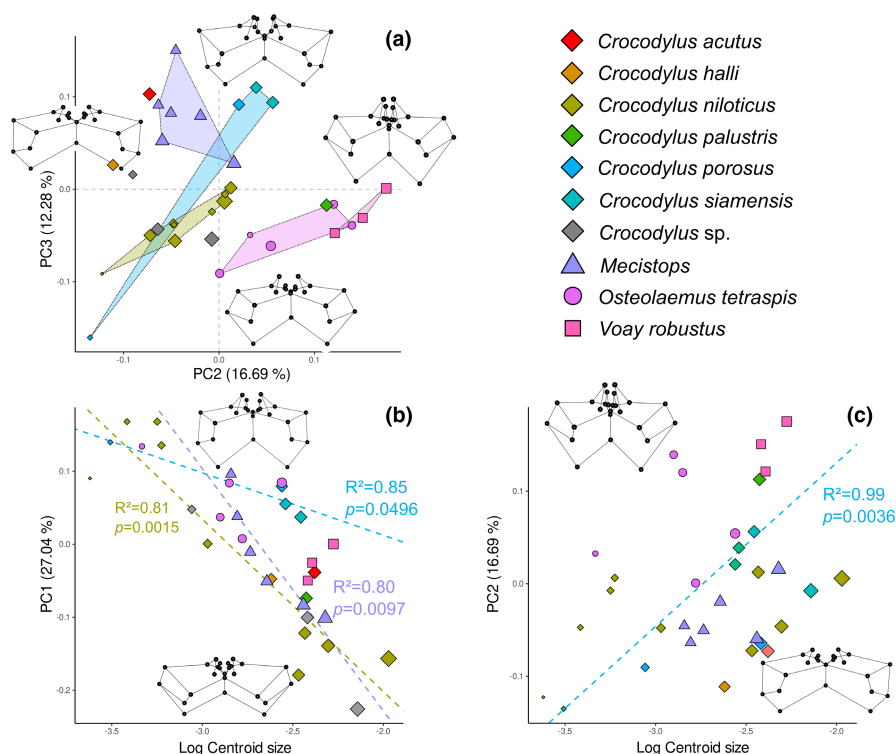 (a)
0.1
0.0
-0.1
PC3 (12.28 %)
-0.1
0.0
0.1
PC2 (16.69 %)
Crocodylus acutus
Crocodylus halli
Crocodylus niloticus
Crocodylus palustris
Crocodylus porosus
Crocodylus siamensis
Crocodylus sp.
Mecistops
Osteolaemus tetraspis
Voay robustus
(b)
0.1
0.0
-0.1
-0.2
PC1 (27.04 %)
R²=0.85
p=0.0496
R²=0.81
p=0.0015
R²=0.80
p=0.0097
-3.5
-3.0
-2.5
-2.0
Log Centroid size
(c)
0.1
0.0
-0.1
PC2 (16.69 %)
R²=0.99
p=0.0036
-3.5
-3.0
-2.5
-2.0
Log Centroid size